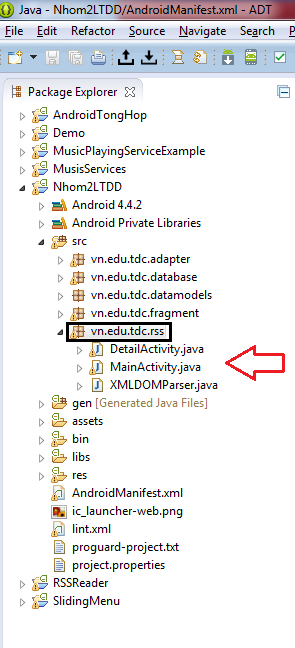 Java - Nhom2LTDD/AndroidManifest.xml - ADT
File Edit Refactor Source Navigate Search
Package Explorer
AndroidTongHop
Demo
MusicPlayingServiceExample
MusisServices
Nhom2LTDD
Android 4.4.2
Android Private Libraries
src
vn.edu.tdc.adapter
vn.edu.tdc.database
vn.edu.tdc.datamodels
vn.edu.tdc.fragment
vn.edu.tdc.rss
DetailActivity.java
MainActivity.java
XMLDOMParser.java
gen [Generated Java Files]
assets
bin
libs
res
AndroidManifest.xml
ic_launcher-web.png
lint.xml
proguard-project.txt
project.properties
RSSReader
SlidingMenu